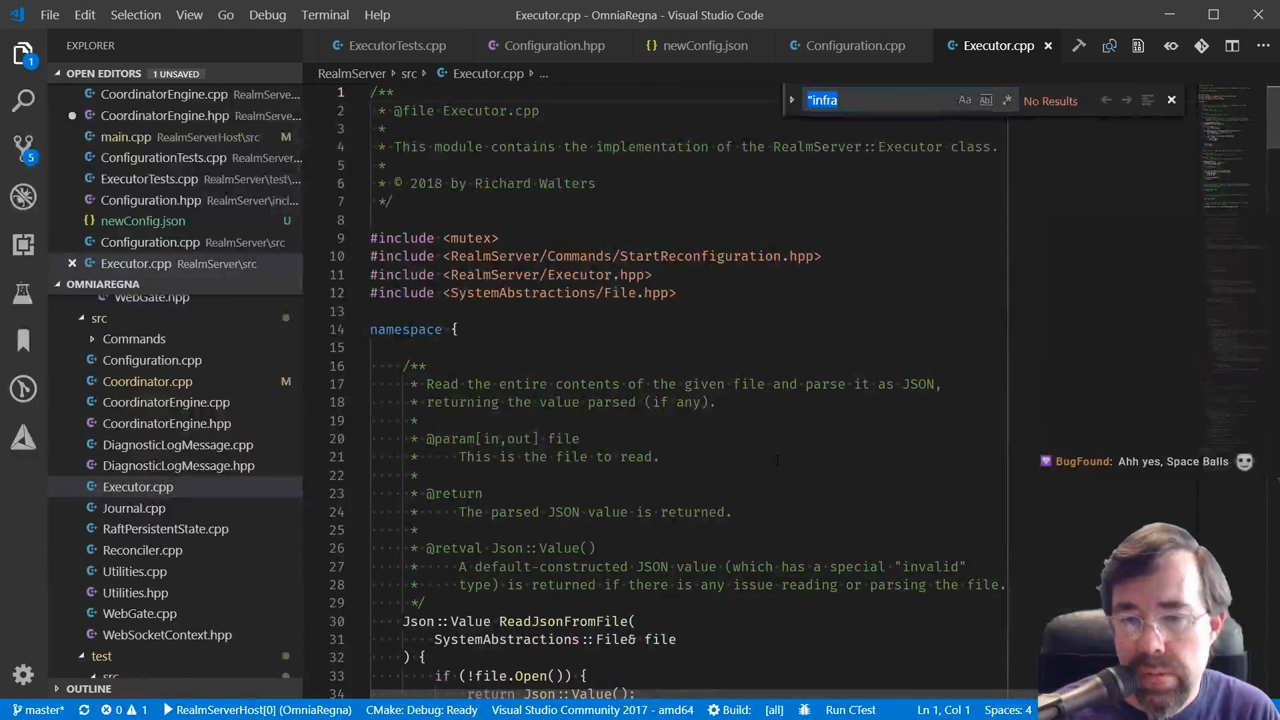 File Edit Selection View Go Debug Terminal Help
Executor.cpp - OmniaRegna - Visual Studio Code
EXPLORER
ExecutorTests.cpp
Configuration.hpp
newConfig.json
Configuration.cpp
Executor.cpp
OPEN EDITORS 1 UNSAVED
CoordinatorEngine.cpp RealmServe...
CoordinatorEngine.hpp RealmServe...
main.cpp RealmServerHost\src M
ConfigurationTests.cpp RealmServer...
ExecutorTests.cpp RealmServer\test\...
Configuration.hpp RealmServer\incl...
newConfig.json U
Configuration.cpp RealmServer\src
Executor.cpp RealmServer\src
OMNIAREGNA
WebGate.hpp
src
Commands
Configuration.cpp
Coordinator.cpp M
CoordinatorEngine.cpp
CoordinatorEngine.hpp
DiagnosticLogMessage.cpp
DiagnosticLogMessage.hpp
Executor.cpp
Journal.cpp
RaftPersistentState.cpp
Reconciler.cpp
Utilities.cpp
Utilities.hpp
WebGate.cpp
WebSocketContext.hpp
test
OUTLINE
1
5
RealmServer > src > Executor.cpp > ...
"infra
Aa Abl .*
No Results
1 /**
2 * @file Executor.cpp
3 *
4 * This module contains the implementation of the RealmServer::Executor class.
5 *
6 * © 2018 by Richard Walters
7 */
8
9 #include <mutex>
10 #include <RealmServer/Commands/StartReconfiguration.hpp>
11 #include <RealmServer/Executor.hpp>
12 #include <SystemAbstractions/File.hpp>
13
14 namespace {
15
16 /**
17 * Read the entire contents of the given file and parse it as JSON,
18 * returning the value parsed (if any).
19 *
20 * @param[in,out] file
21 * This is the file to read.
22 *
23 * @return
24 * The parsed JSON value is returned.
25 *
26 * @retval Json::Value()
27 * A default-constructed JSON value (which has a special "invalid"
28 * type) is returned if there is any issue reading or parsing the file.
29 */
30 Json::Value ReadJsonFromFile(
31 SystemAbstractions::File& file
32 ) {
33 if (!file.Open()) {
34 return Json::Value();
BugFound: Ahh yes, Space Balls
master* 0 1 RealmServerHost[0] (OmniaRegna) CMake: Debug: Ready Visual Studio Community 2017 - amd64 Build: [all] Run CTest Ln 1, Col 1 Spaces: 4